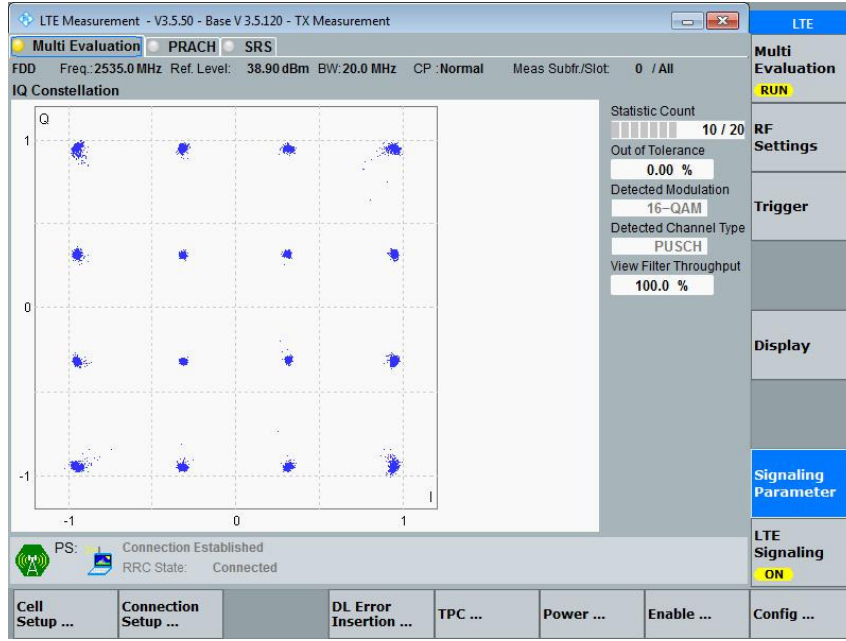 LTE Measurement - V3.5.50 - Base V 3.5.120 - TX Measurement
LTE
Multi Evaluation PRACH SRS
FDD Freq.: 2535.0 MHz Ref. Level: 38.90 dBm BW: 20.0 MHz CP : Normal Meas Subfr./Slot: 0 / All
IQ Constellation
Q
1
0
-1
-1 0 1
I
Statistic Count
10 / 20
Out of Tolerance
0.00 %
Detected Modulation
16-QAM
Detected Channel Type
PUSCH
View Filter Throughput
100.0 %
Multi
Evaluation
RUN
RF
Settings
Trigger
Display
Signaling
Parameter
LTE
Signaling
ON
PS: Connection Established
RRC State: Connected
Cell
Setup ...
Connection
Setup ...
DL Error
Insertion ...
TPC ...
Power ...
Enable ...
Config ...